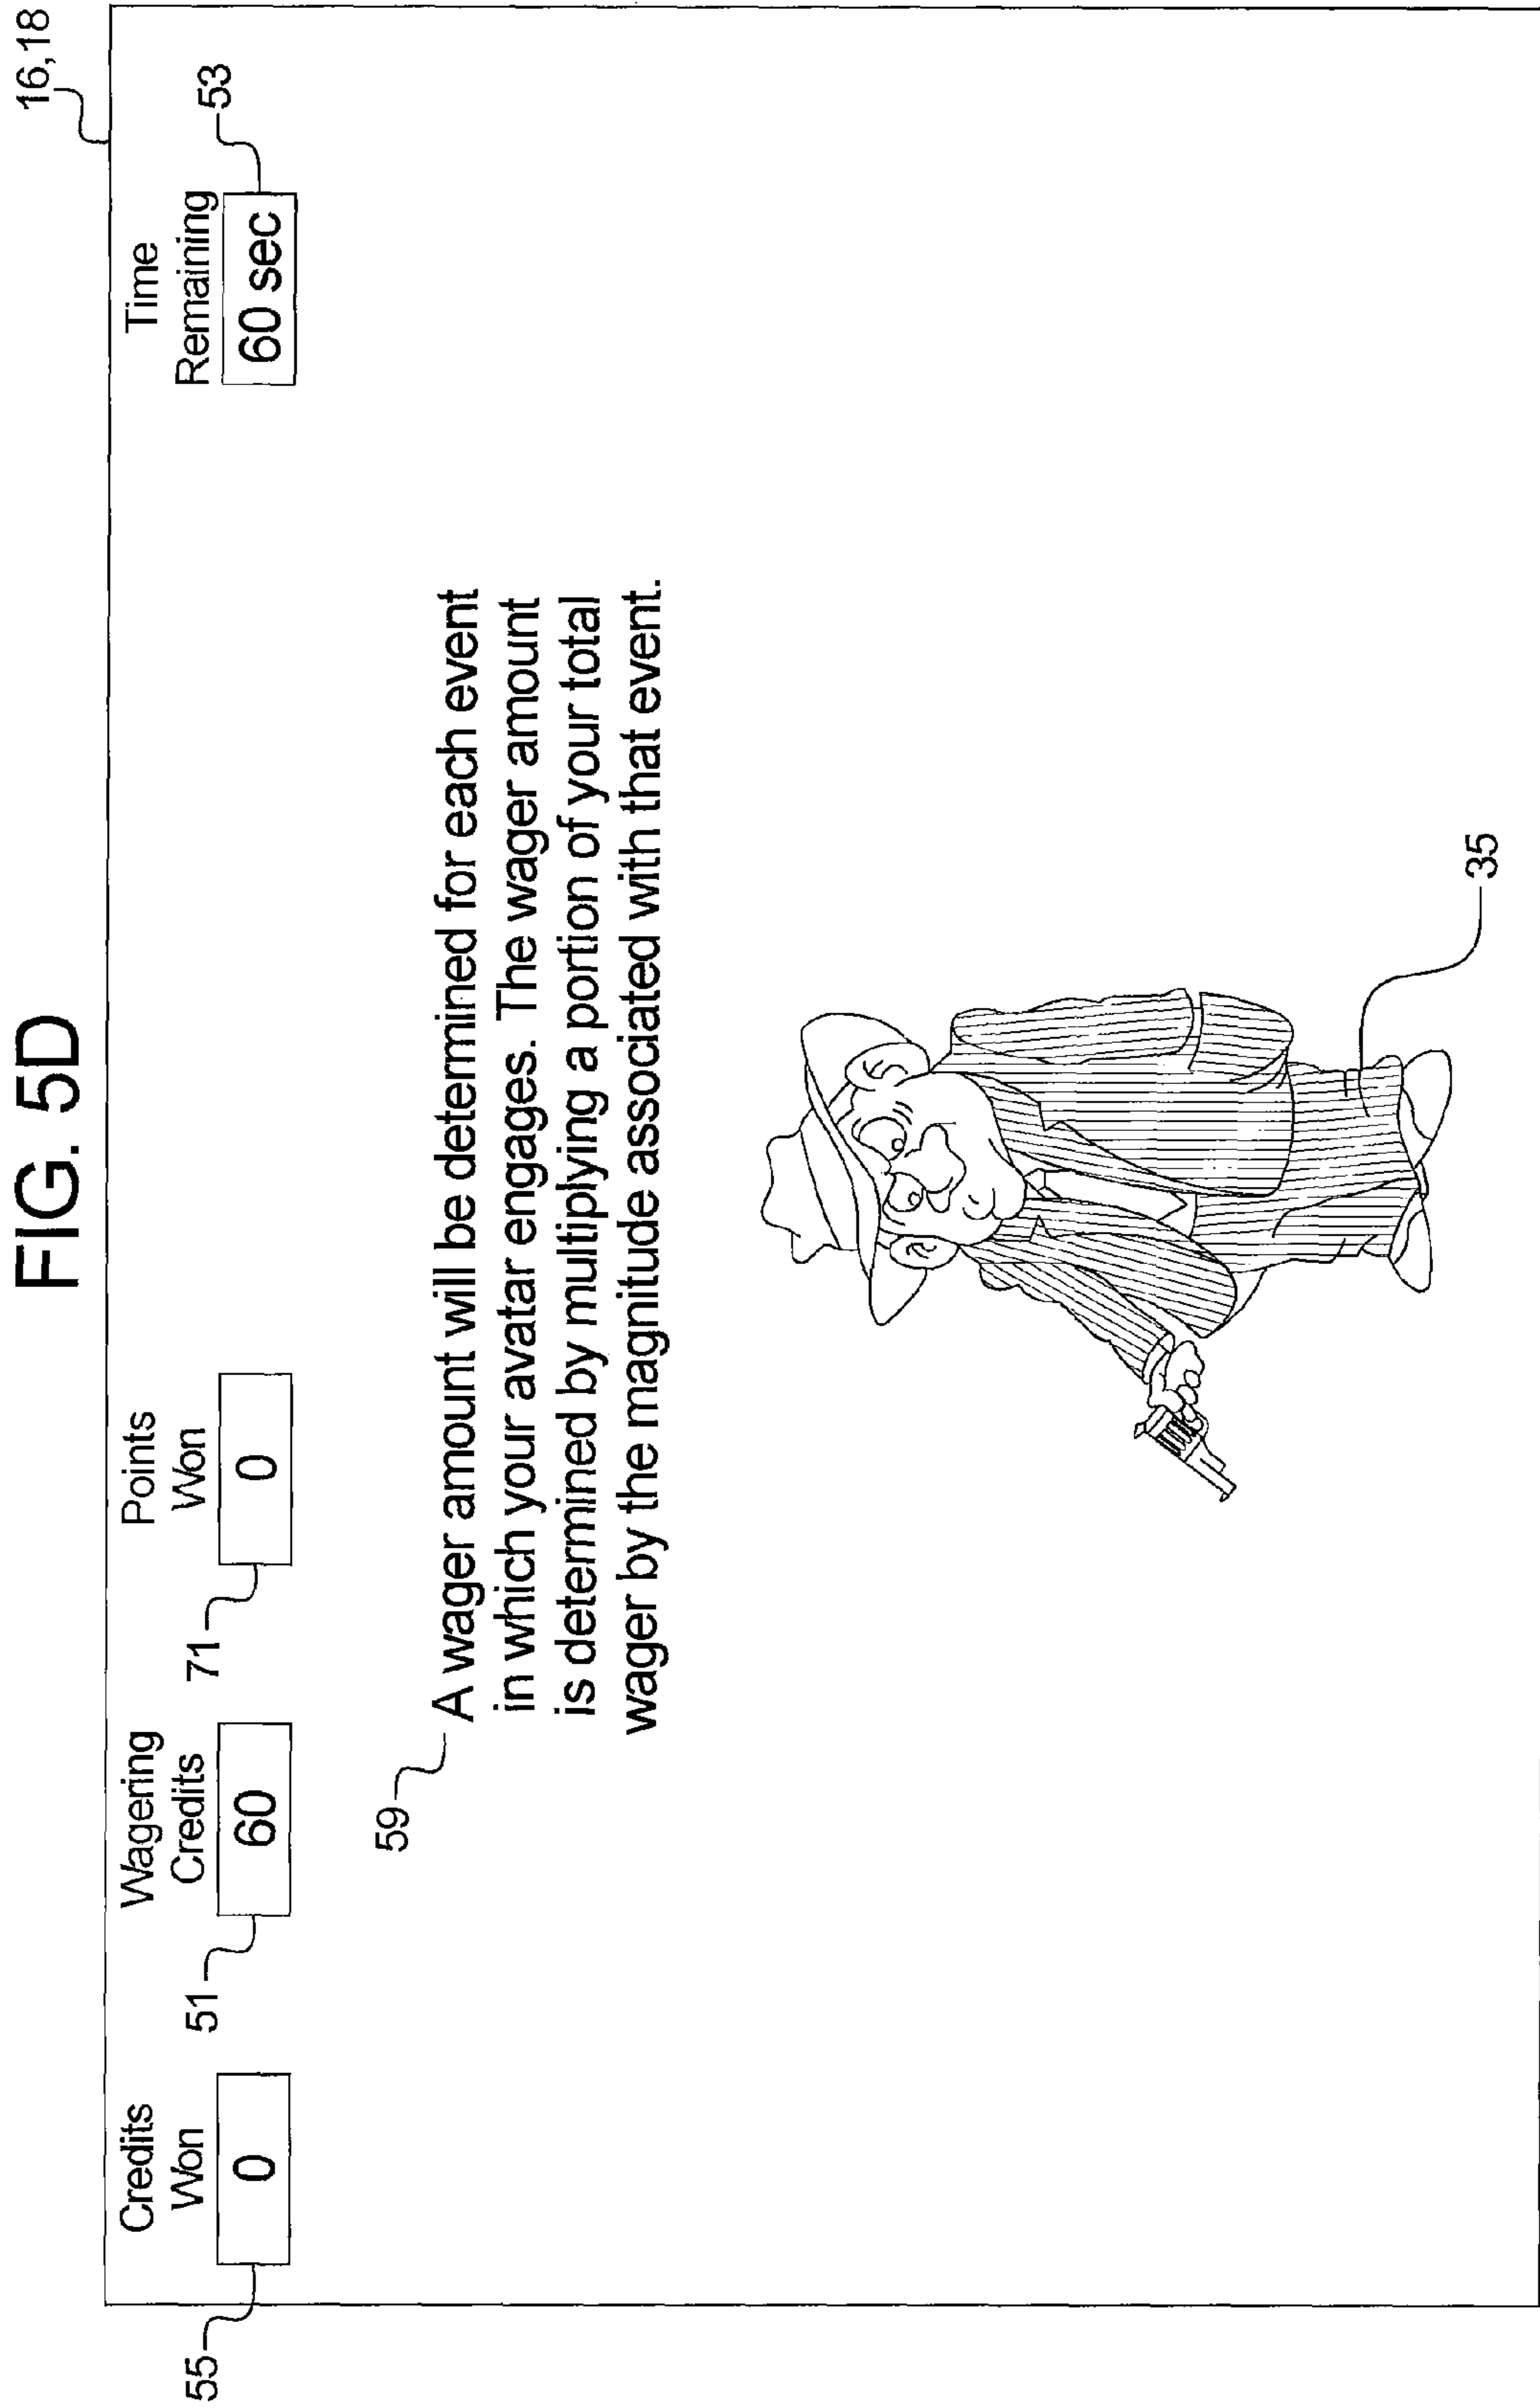 FIG. 5D
16,18
Credits
Won
0
55
Wagering
Credits
60
51
Points
Won
0
71
Time
Remaining
60 sec
53
59
A wager amount will be determined for each event
in which your avatar engages. The wager amount
is determined by multiplying a portion of your total
wager by the magnitude associated with that event.
35